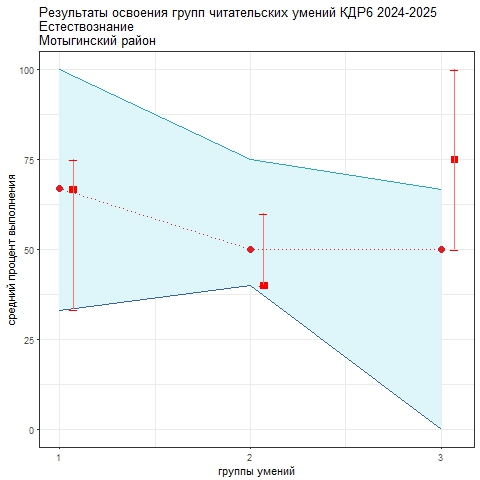 Результаты освоения групп читательских умений КДР6 2024-2025
Естествознание
Мотыгинский район
средний процент выполнения
100
75
50
25
0
1
2
3
группы умений